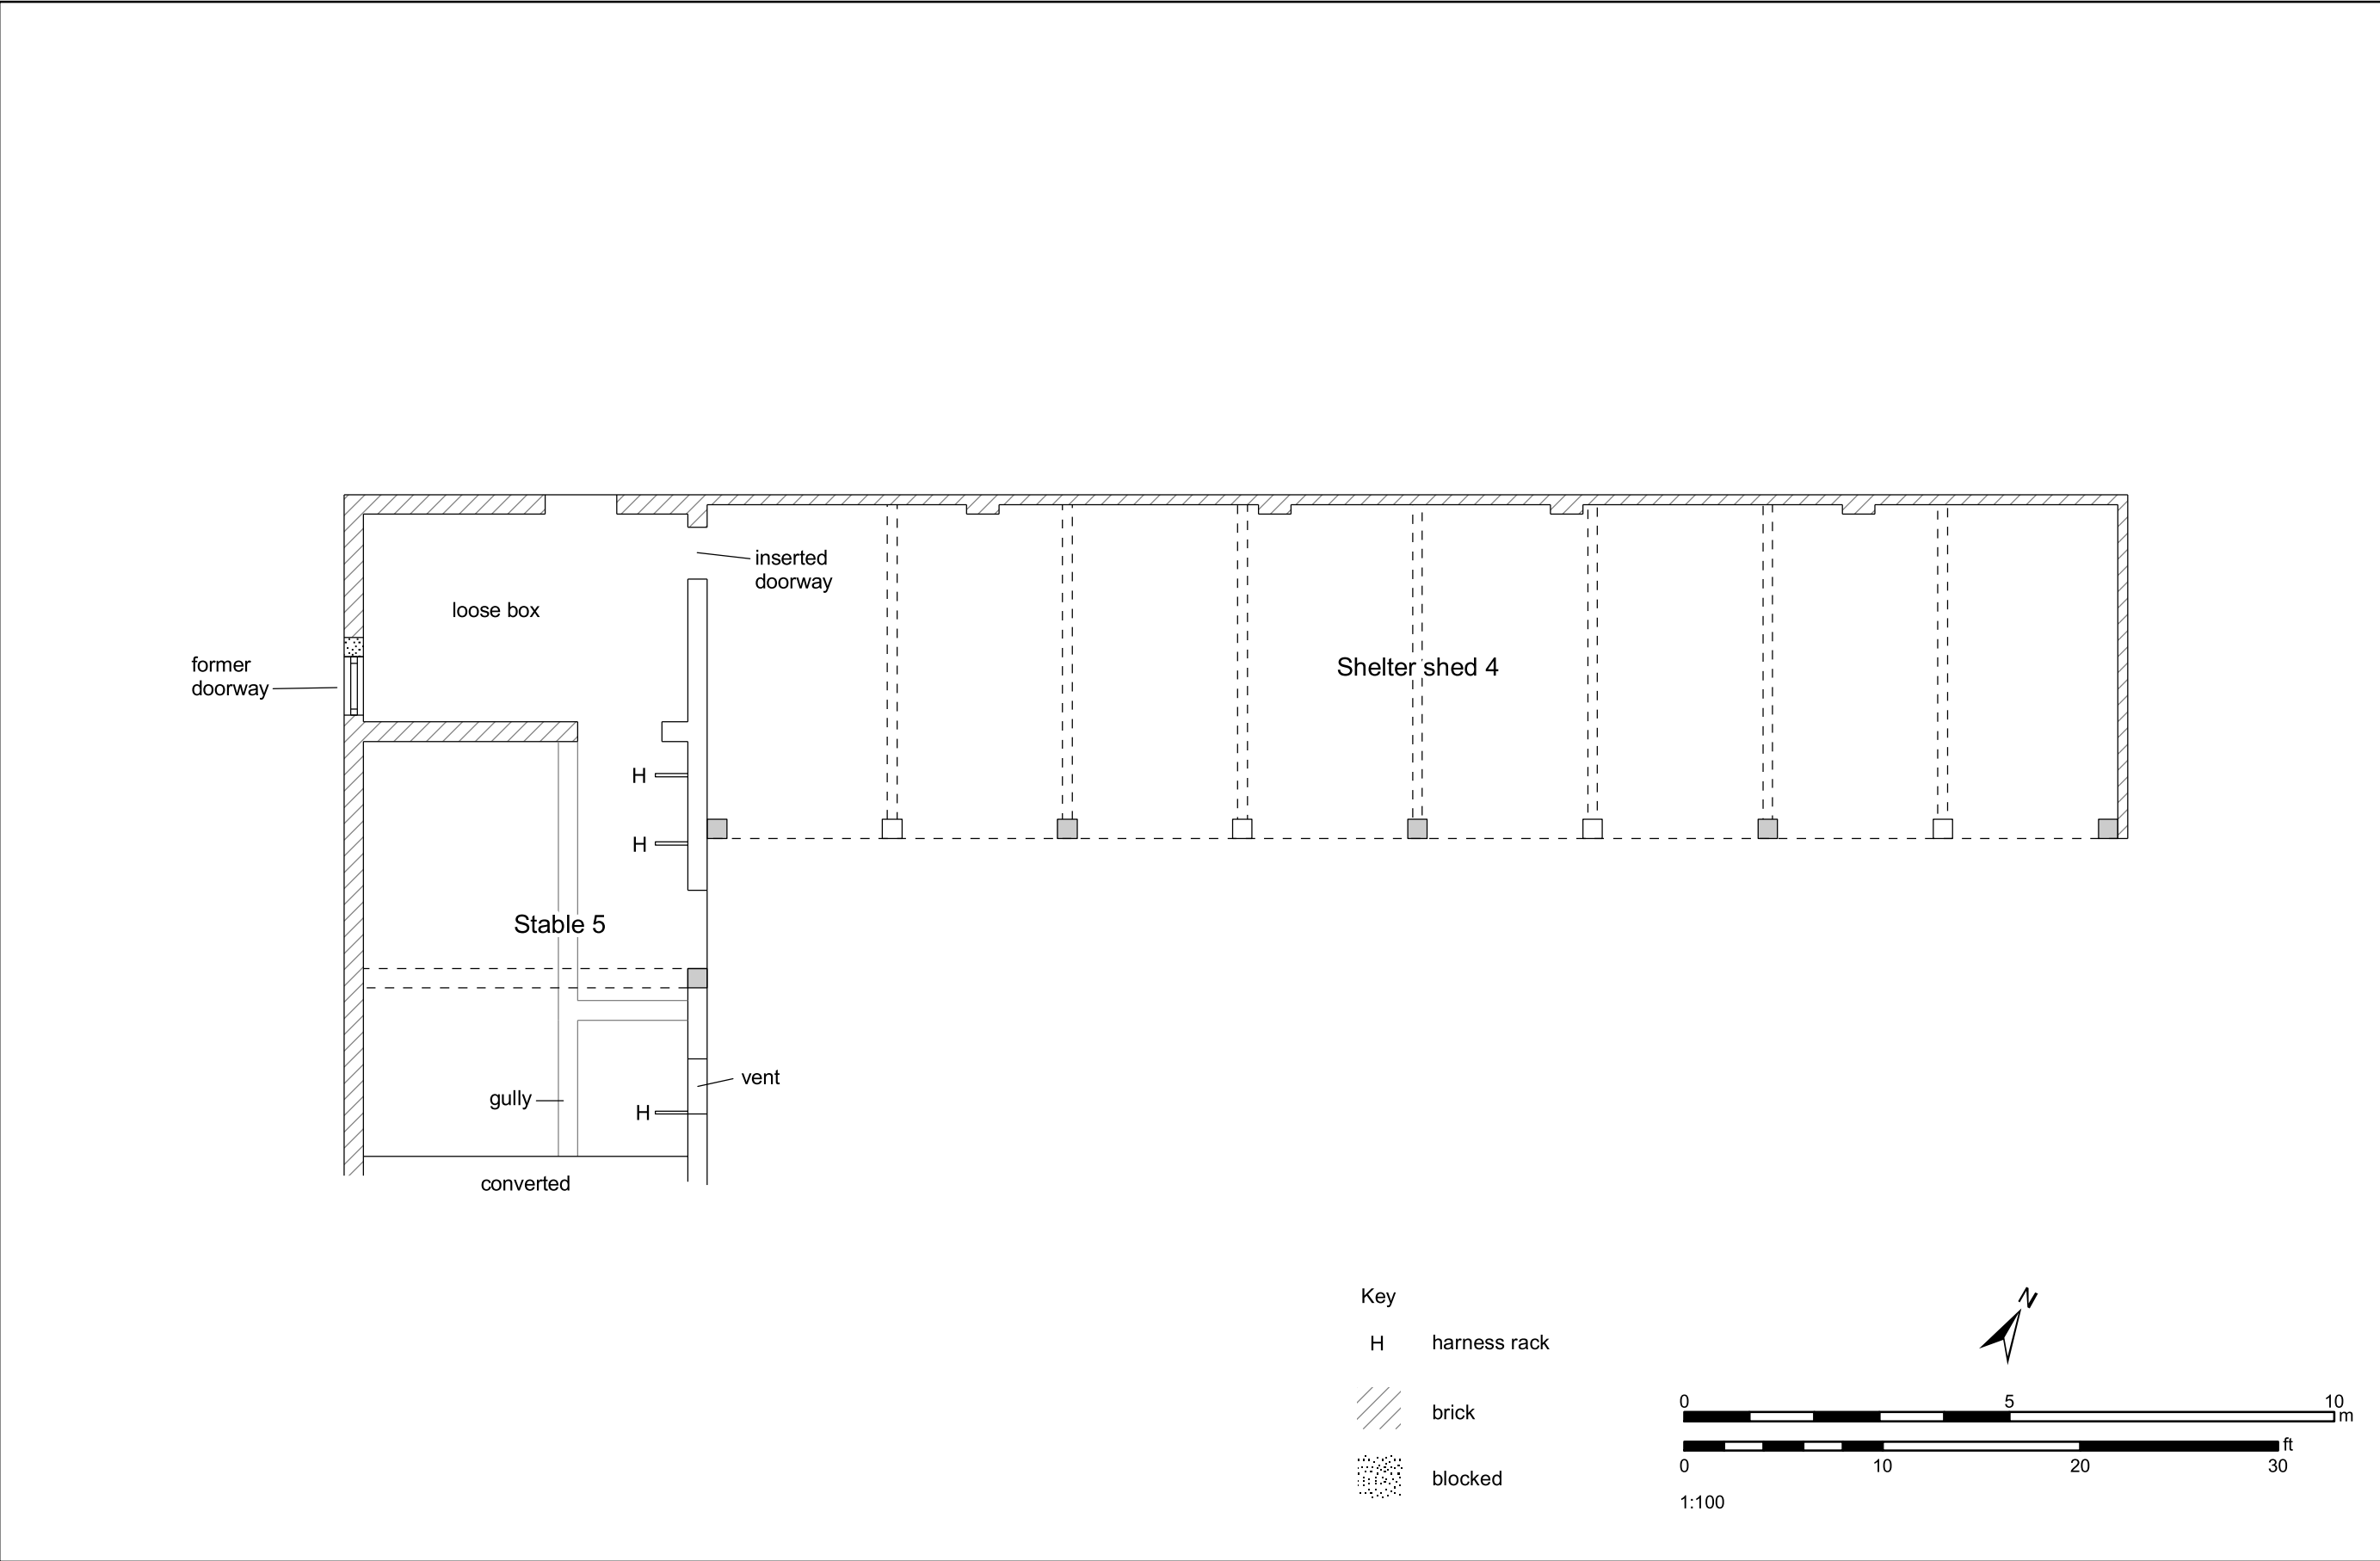 inserted
doorway
loose box
former
doorway
Shelter shed 4
H
H
Stable 5
vent
gully
H
converted
Key
H harness rack
brick
blocked
N
0 5 10
m
ft
0 10 20 30
1:100